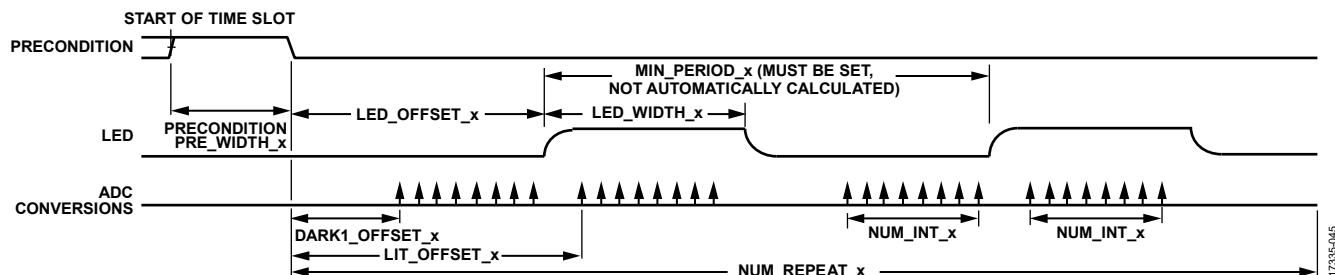 START OF TIME SLOT
PRECONDITION
MIN_PERIOD_x (MUST BE SET,
NOT AUTOMATICALLY CALCULATED)
LED_OFFSET_x
LED_WIDTH_x
PRECONDITION
PRE_WIDTH_x
LED
ADC
CONVERSIONS
DARK1_OFFSET_x
NUM_INT_x
NUM_INT_x
LIT_OFFSET_x
NUM_REPEAT_x
17335-045